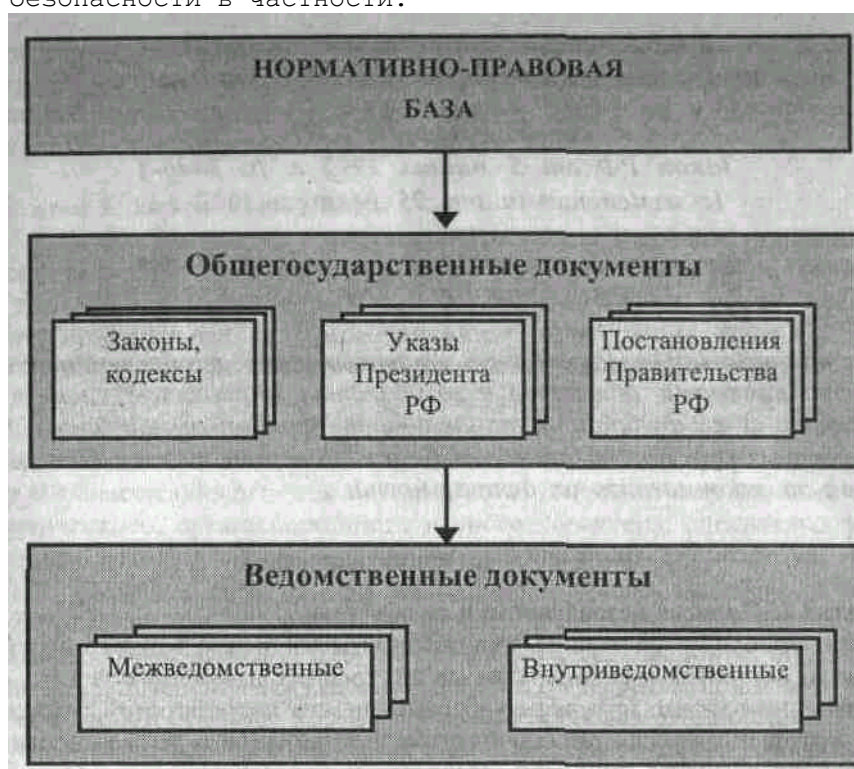 безопасности в частности.
НОРМАТИВНО-ПРАВОВАЯ
БАЗА
Общегосударственные документы
Законы,
кодексы
Указы
Президента
РФ
Постановления
Правительства
РФ
Ведомственные документы
Межведомственные
Внутриведомственные